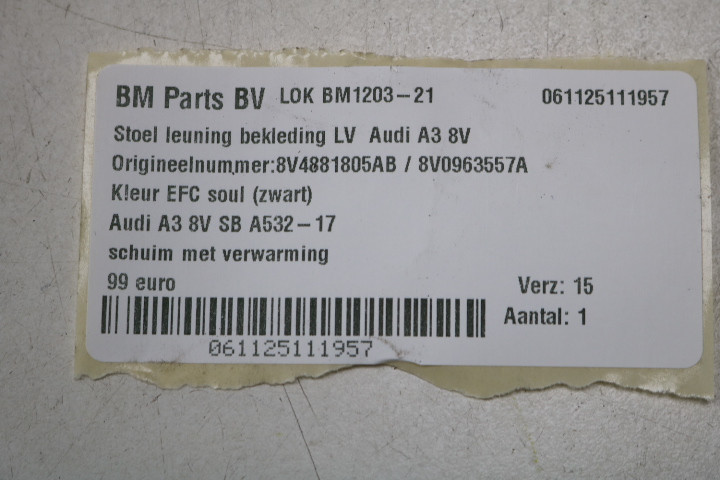 BM Parts BV LOK BM1203-21 061125111957
Stoel leuning bekleding LV Audi A3 8V
Origineelnummer:8V4881805AB / 8V0963557A
Kleur EFC soul (zwart)
Audi A3 8V SB A532-17
schuim met verwarming
99 euro Verz: 15
Aantal: 1
061125111957